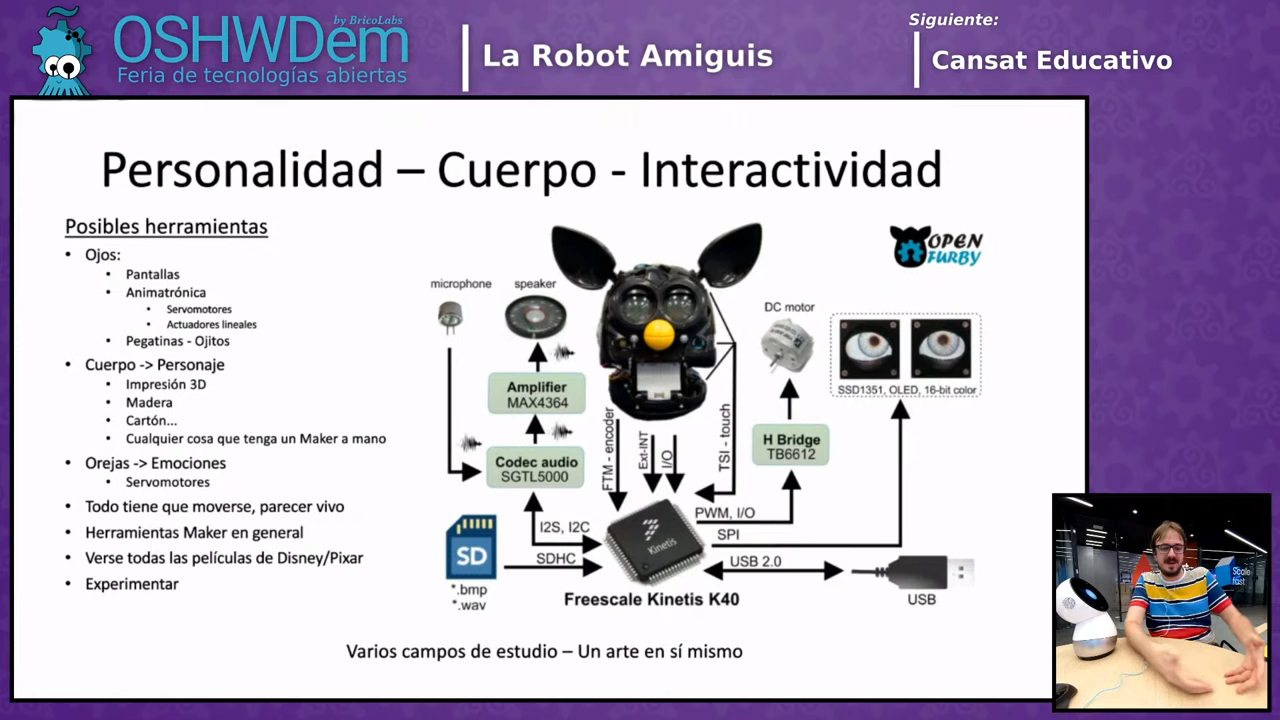 by BricoLabs
OSHWDem
Feria de tecnologías abiertas
La Robot Amiguis
Siguiente:
Cansat Educativo
Personalidad – Cuerpo - Interactividad
Posibles herramientas
• Ojos:
• Pantallas
• Animatrónica
• Servomotores
• Actuadores lineales
• Pegatinas - Ojitos
• Cuerpo -> Personaje
• Impresión 3D
• Madera
• Cartón...
• Cualquier cosa que tenga un Maker a mano
• Orejas -> Emociones
• Servomotores
• Todo tiene que moverse, parecer vivo
• Herramientas Maker en general
• Verse todas las películas de Disney/Pixar
• Experimentar
microphone
speaker
OPEN
FURBY
DC motor
SSD1351, OLED, 16-bit color
Amplifier
MAX4364
Codec audio
SGTL5000
H Bridge
TB6612
FTM - encoder
Ext-INT
I/O
TSI - touch
PWM, I/O
SPI
I2S, I2C
SDHC
USB 2.0
SD
*.bmp
*.wav
Kinetis
Freescale Kinetis K40
USB
Varios campos de estudio – Un arte en sí mismo
Scale
fast